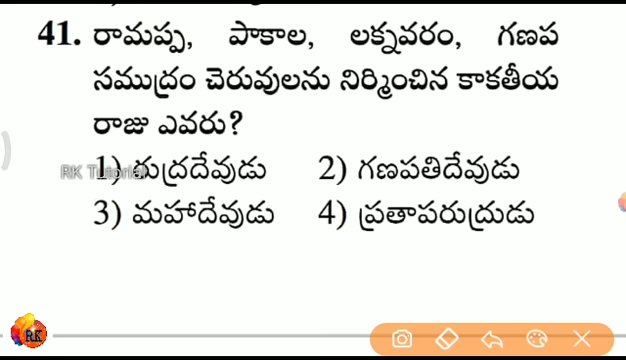 41. రామప్ప, పాకాల, లక్నవరం, గణప
సముద్రం చెరువులను నిర్మించిన కాకతీయ
రాజు ఎవరు?
1) రుద్రదేవుడు 2) గణపతిదేవుడు
RK Tutorial
3) మహాదేవుడు 4) ప్రతాపరుద్రుడు
RK